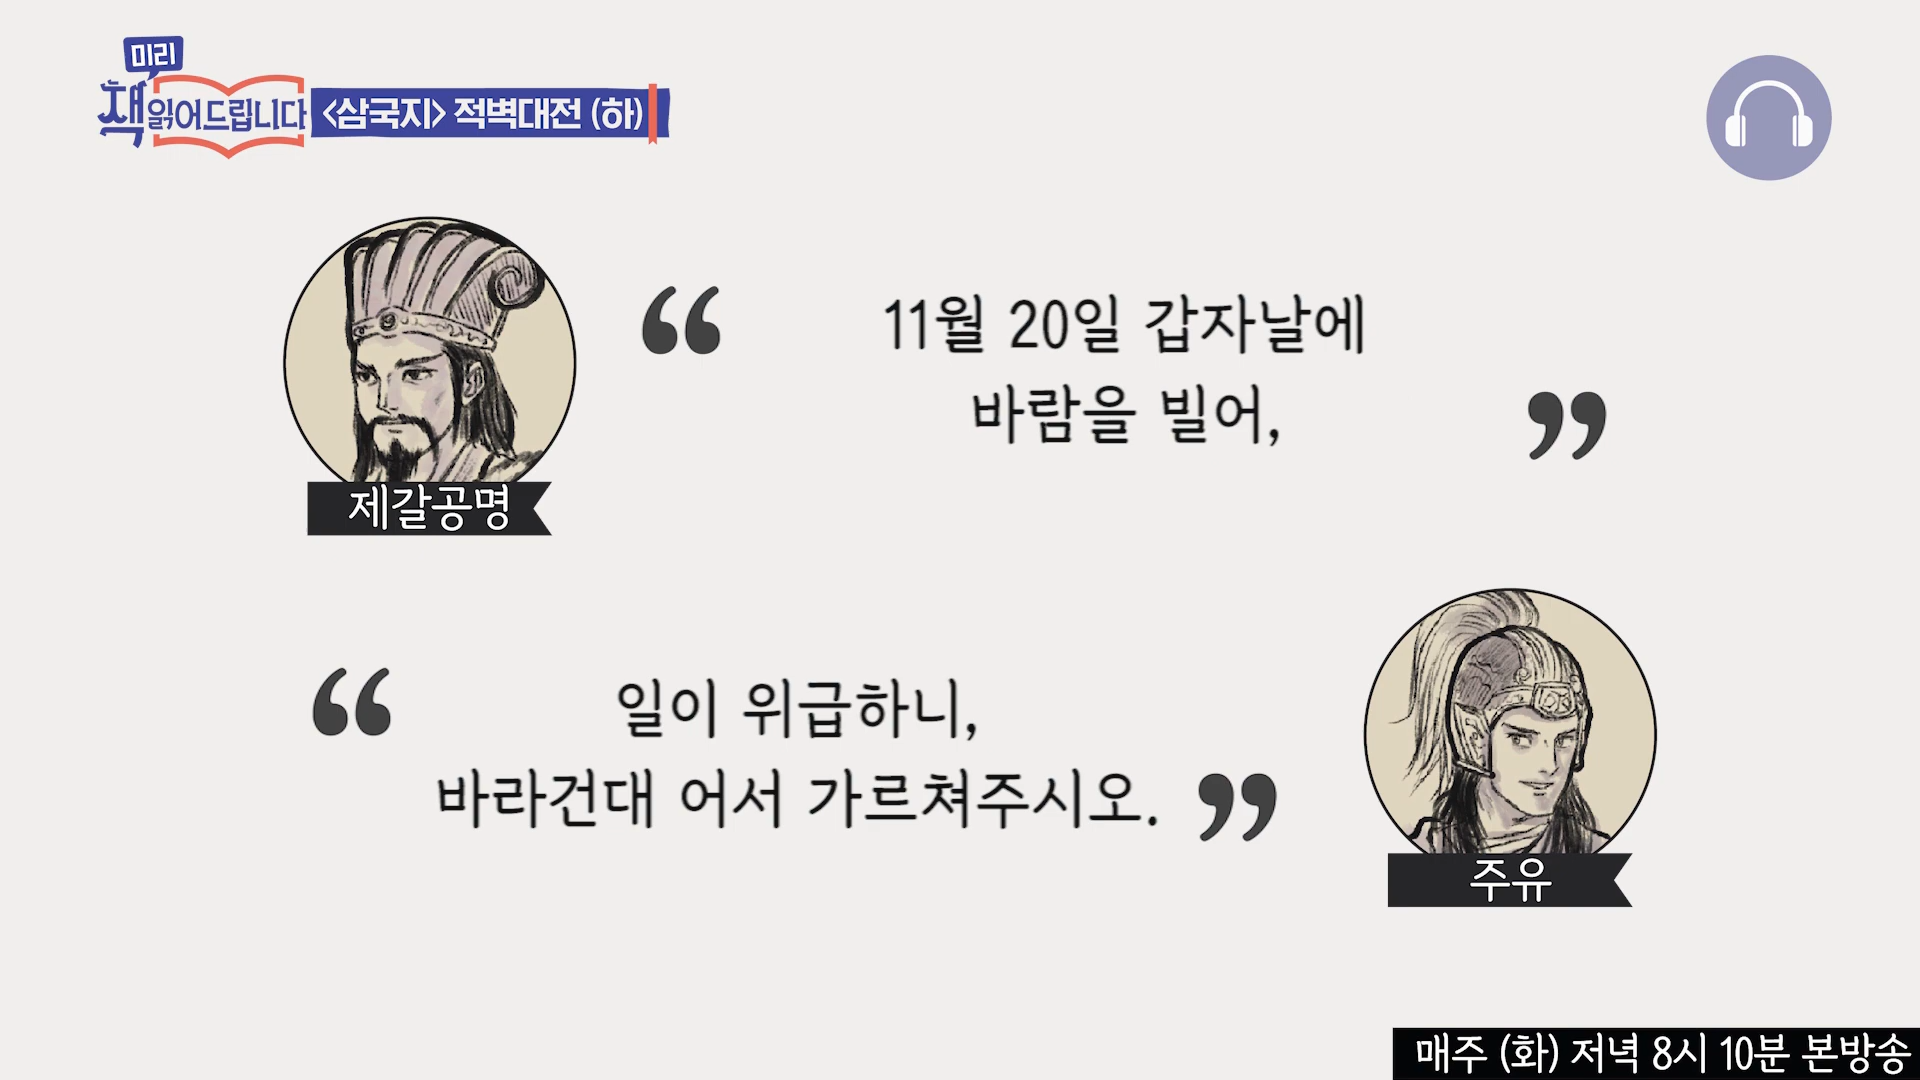 미리
책 읽어드립니다
<삼국지> 적벽대전 (하)
“ 11월 20일 갑자날에
바람을 빌어, ”
제갈공명
“ 일이 위급하니,
바라건대 어서 가르쳐주시오. ”
주유
매주 (화) 저녁 8시 10분 본방송